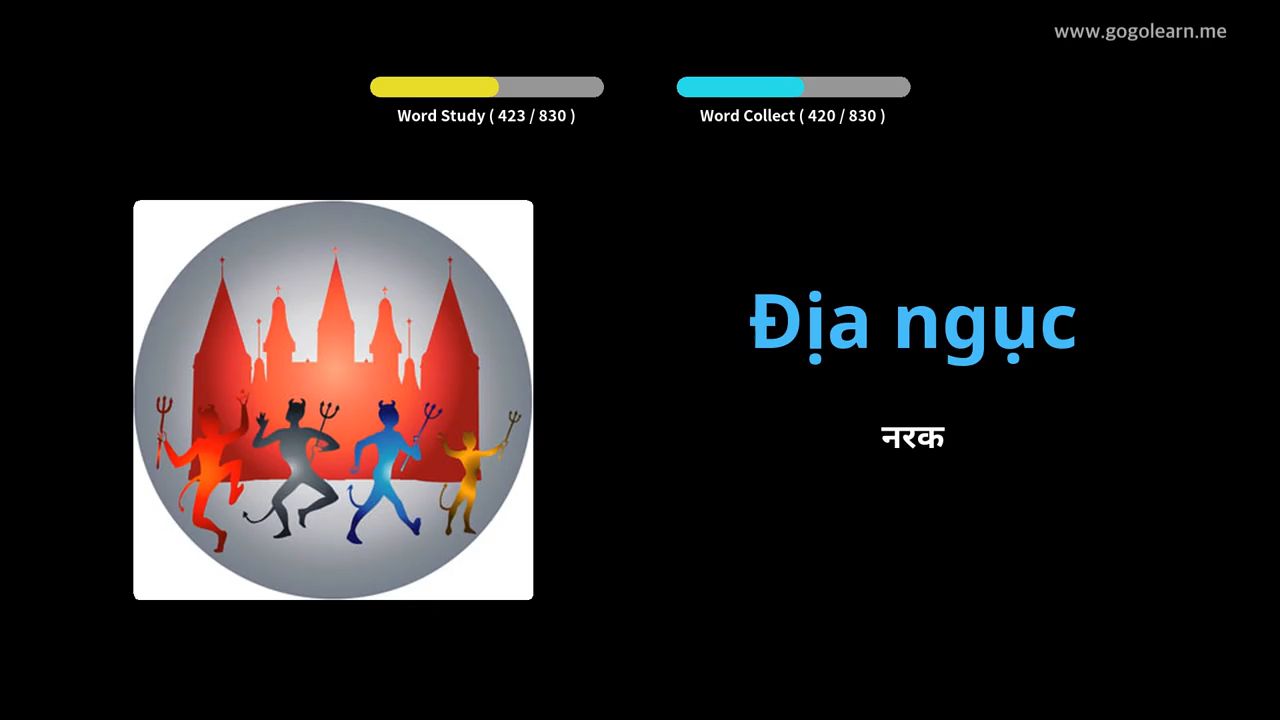 www.gogolearn.me
Word Study ( 423 / 830 )
Word Collect ( 420 / 830 )
Địa ngục
नरक